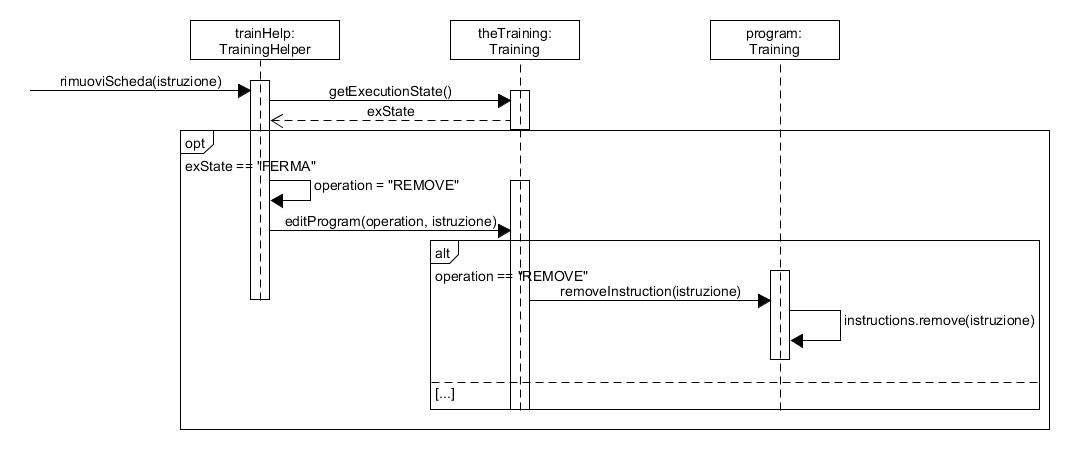 trainHelp:
TrainingHelper
theTraining:
Training
program:
Training
rimuoviScheda(istruzione)
getExecutionState()
exState
opt
exState == "FERMA"
operation = "REMOVE"
editProgram(operation, istruzione)
alt
operation == "REMOVE"
removeInstruction(istruzione)
instructions.remove(istruzione)
[...]